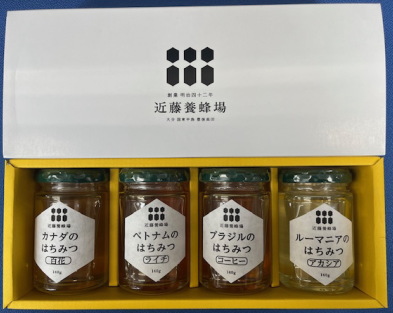 創業 明治四十二年
近藤養蜂場
大分 国東半島 豊後高田
近藤養蜂場
カナダの
はちみつ
百花
140g
近藤養蜂場
ベトナムの
はちみつ
ライチ
140g
近藤養蜂場
ブラジルの
はちみつ
コーヒー
140g
近藤養蜂場
ルーマニアの
はちみつ
アカシア
140g